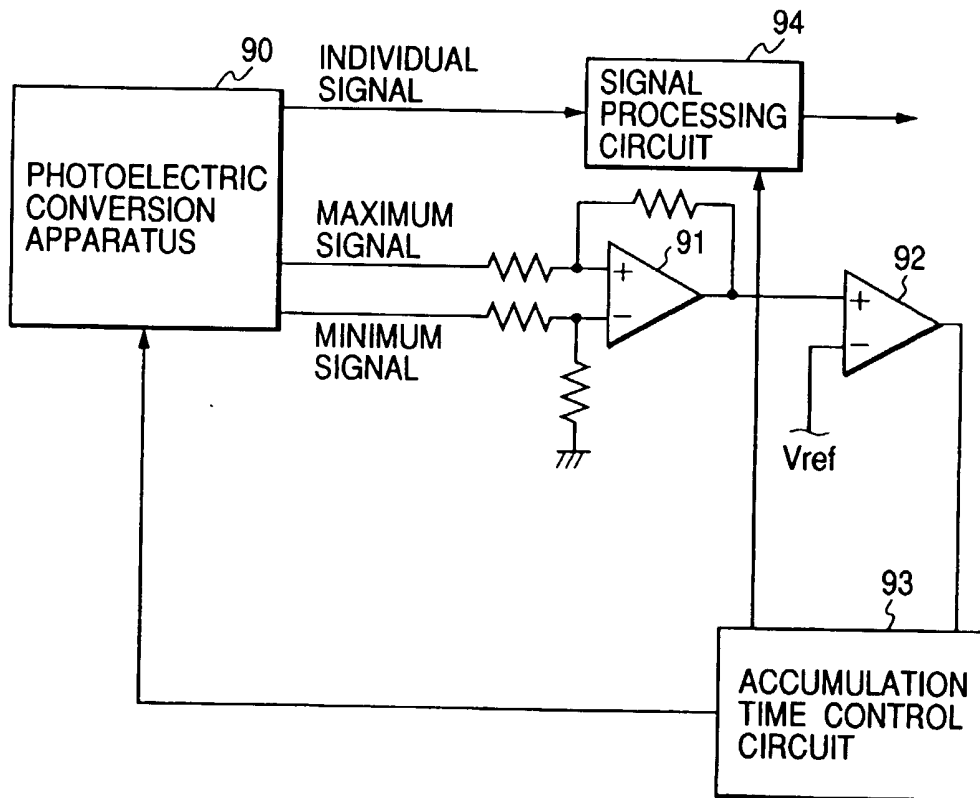 90
PHOTOELECTRIC
CONVERSION
APPARATUS
INDIVIDUAL
SIGNAL
94
SIGNAL
PROCESSING
CIRCUIT
MAXIMUM
SIGNAL
MINIMUM
SIGNAL
+
−
91
+
−
92
Vref
93
ACCUMULATION
TIME CONTROL
CIRCUIT